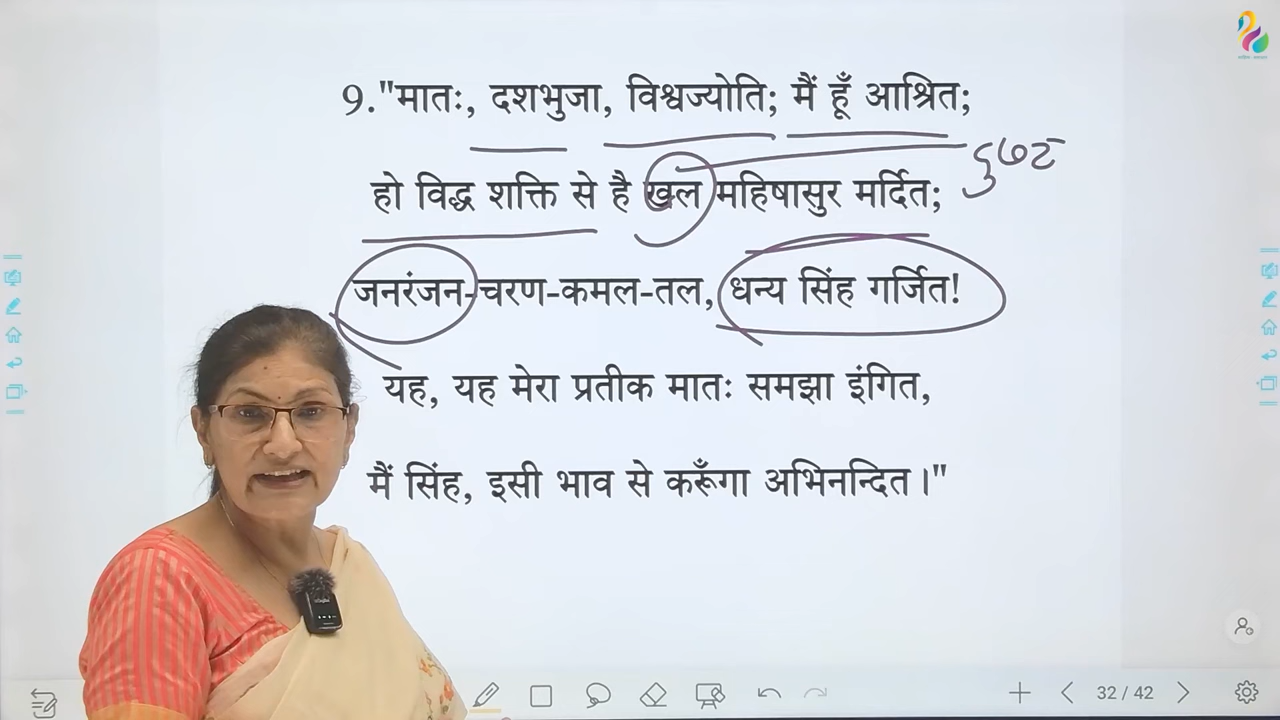 9."मातः, दशभुजा, विश्वज्योति; मैं हूँ आश्रित;
दुष्ट
हो विद्ध शक्ति से है खल महिषासुर मर्दित;
जनरंजन-चरण-कमल-तल, धन्य सिंह गर्जित!
यह, यह मेरा प्रतीक मातः समझा इंगित,
मैं सिंह, इसी भाव से करूँगा अभिनन्दित।"
32 / 42